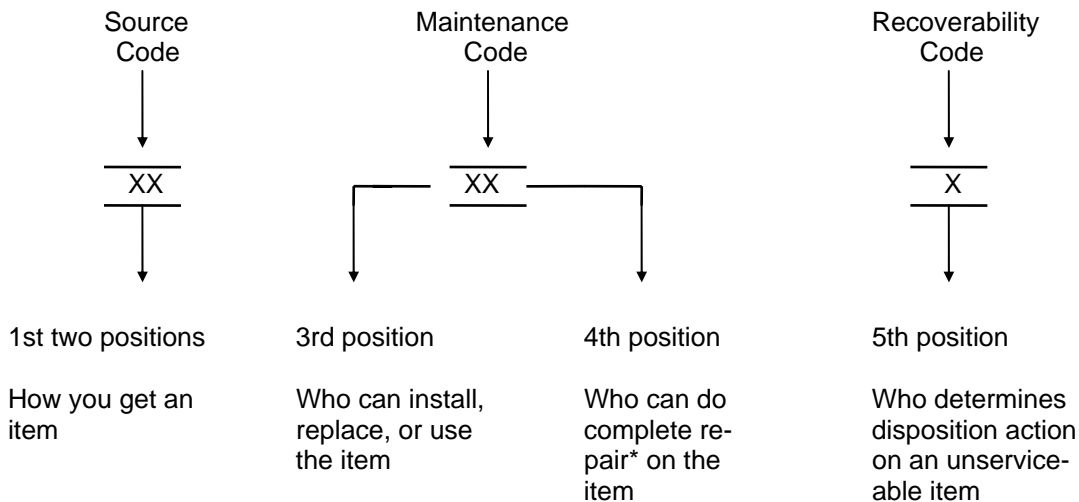 Source
Code
Maintenance
Code
Recoverability
Code
XX
XX
X
1st two positions
3rd position
4th position
5th position
How you get an
item
Who can install,
replace, or use
the item
Who can do
complete re-
pair* on the
item
Who determines
disposition action
on an unservice-
able item